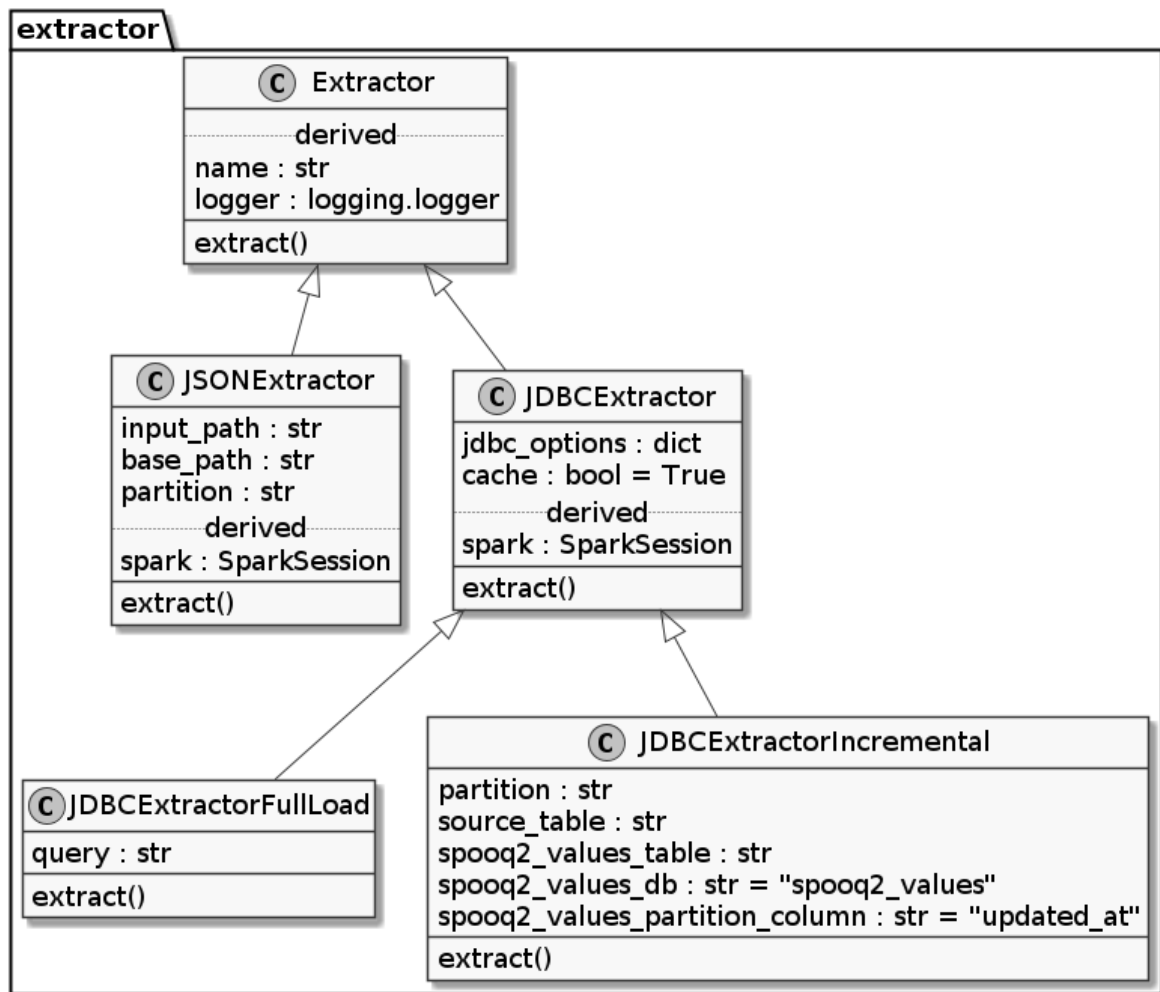 extractor
C Extractor
derived
name : str
logger : logging.logger
extract()
C JSONExtractor
input_path : str
base_path : str
partition : str
derived
spark : SparkSession
extract()
C JDBCExtractor
jdbc_options : dict
cache : bool = True
derived
spark : SparkSession
extract()
C JDBCExtractorFullLoad
query : str
extract()
C JDBCExtractorIncremental
partition : str
source_table : str
spooq2_values_table : str
spooq2_values_db : str = "spooq2_values"
spooq2_values_partition_column : str = "updated_at"
extract()